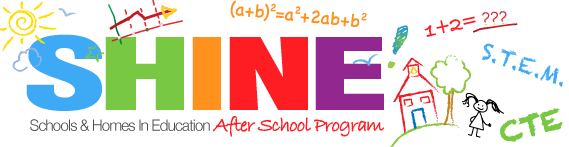 (a+b)²=a²+2ab+b²
1+2=???
SHINE
S.T.E.M.
Schools & Homes In Education After School Program
CTE